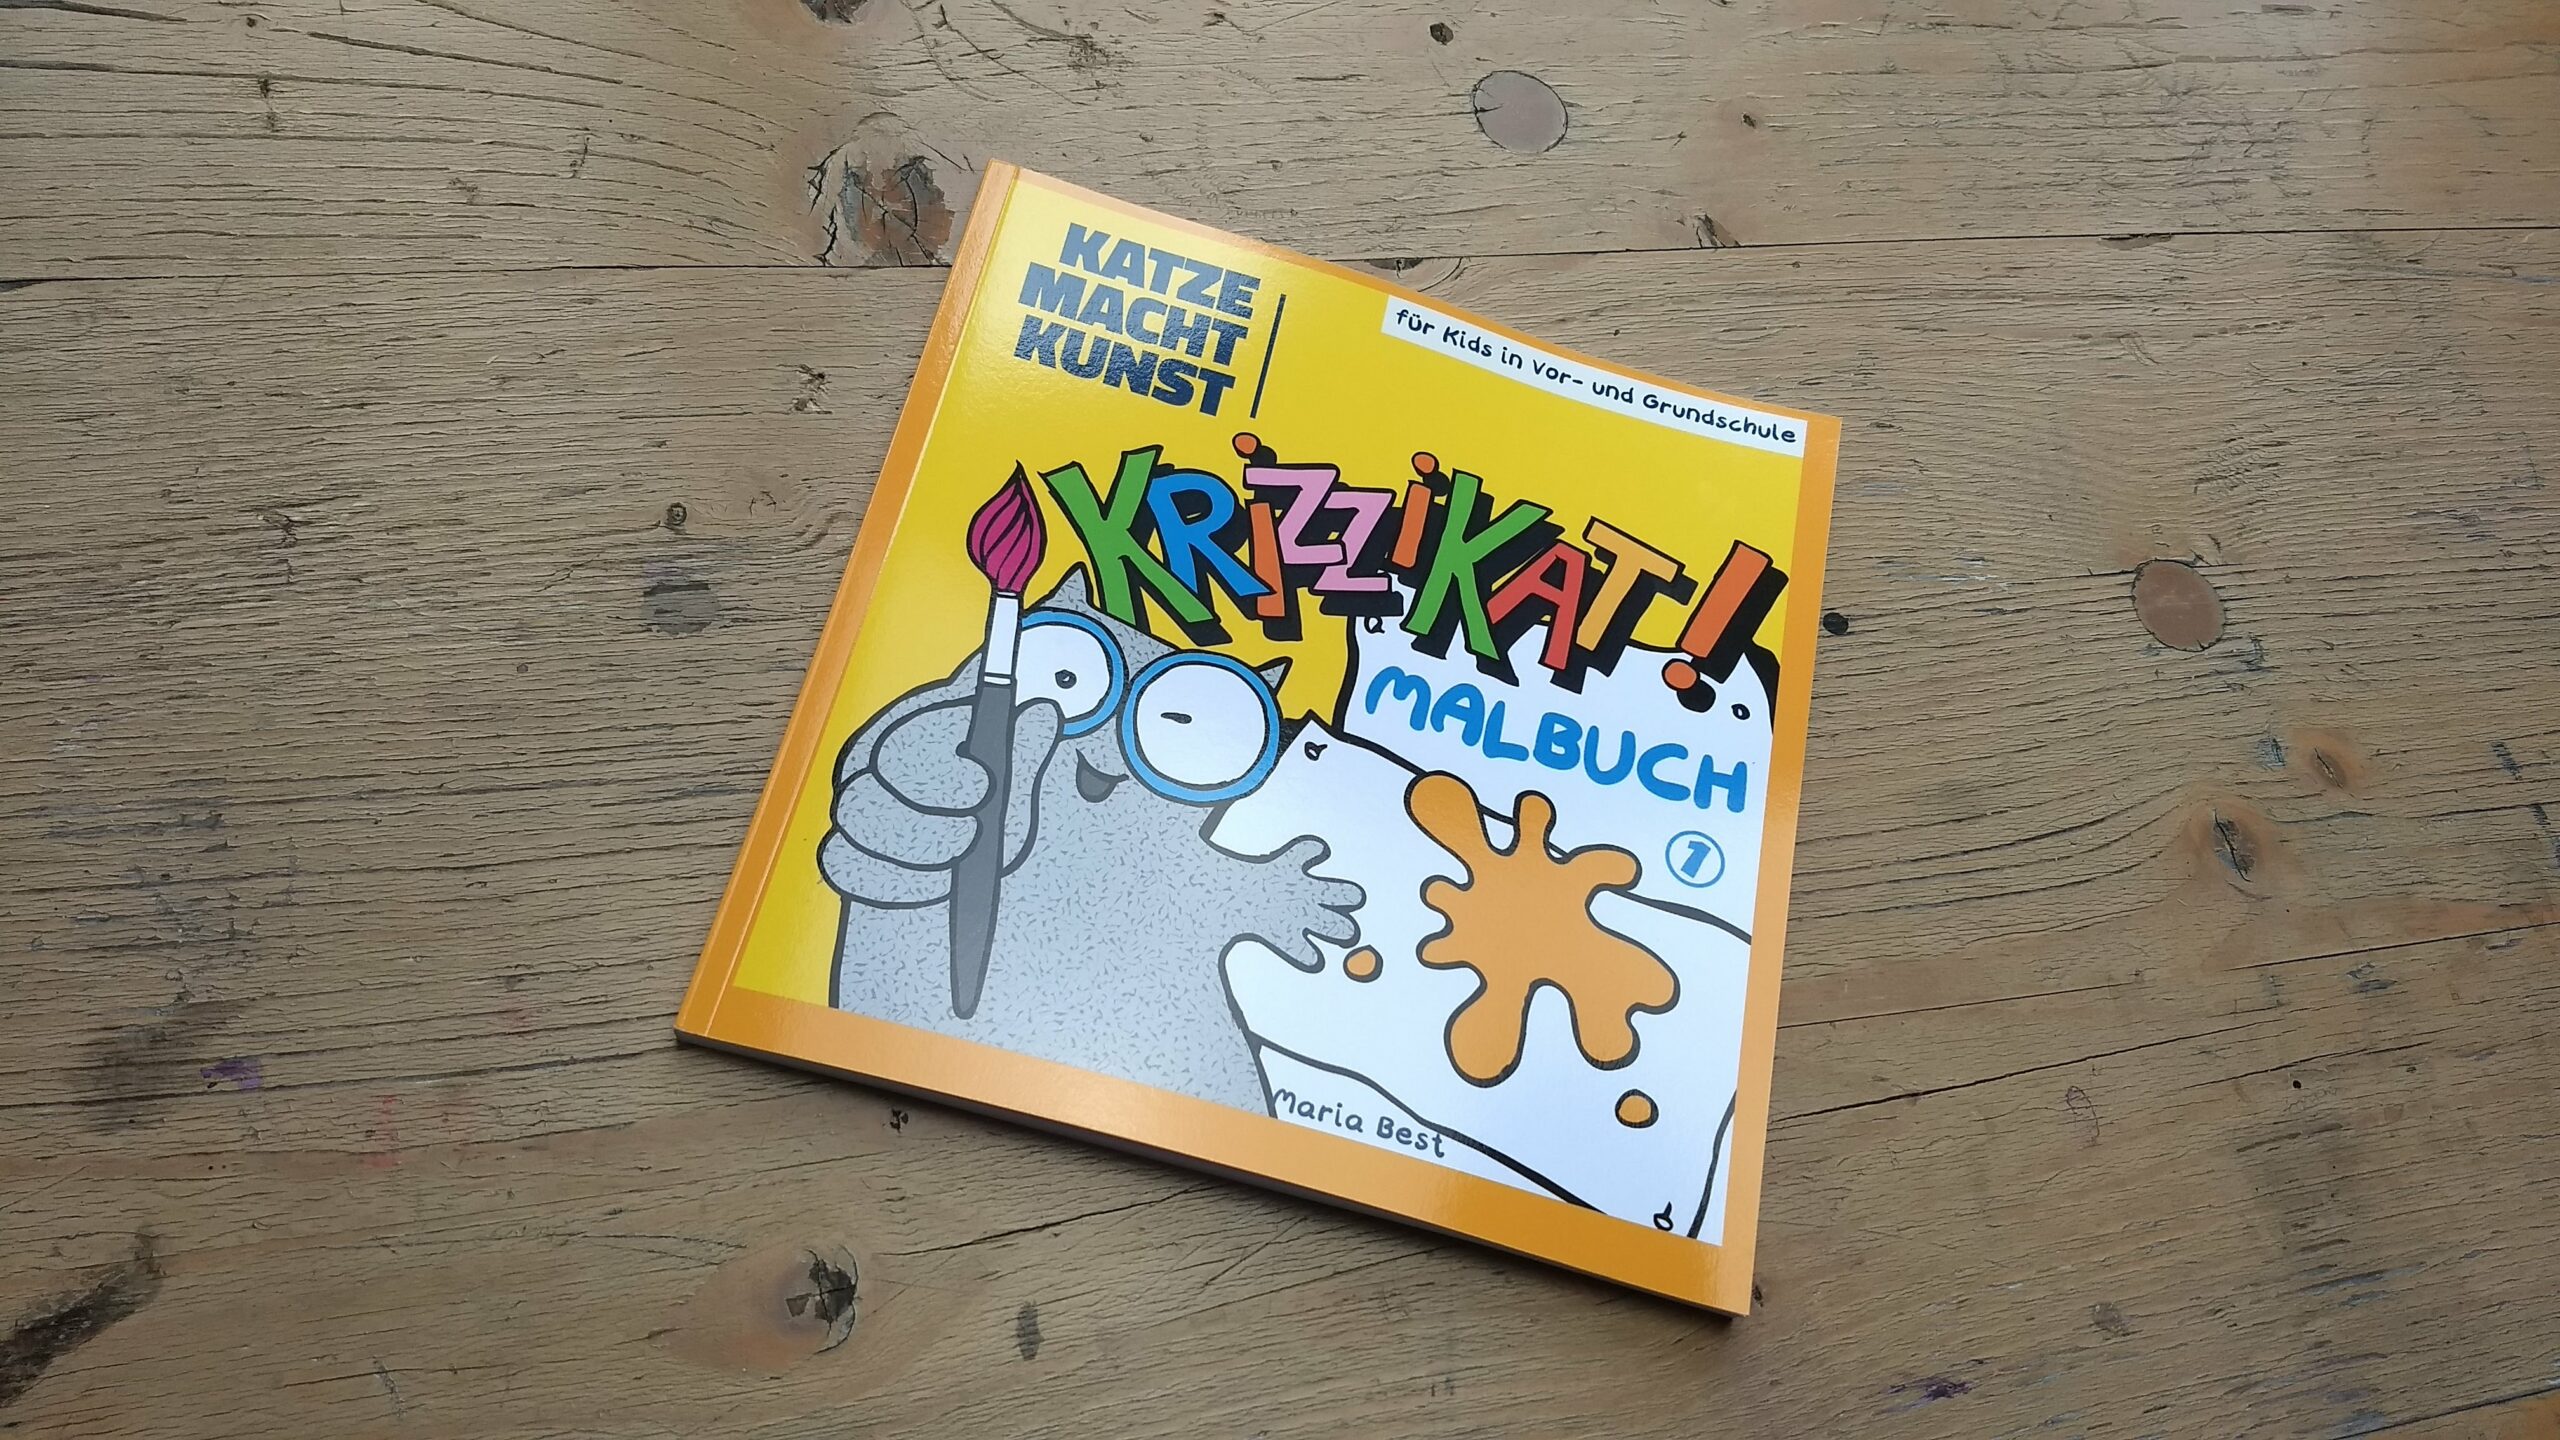 KATZE
MACHT
KUNST
für Kids in Vor- und Grundschule
KRiZZiKAT!
MALBUCH
1
Maria Best